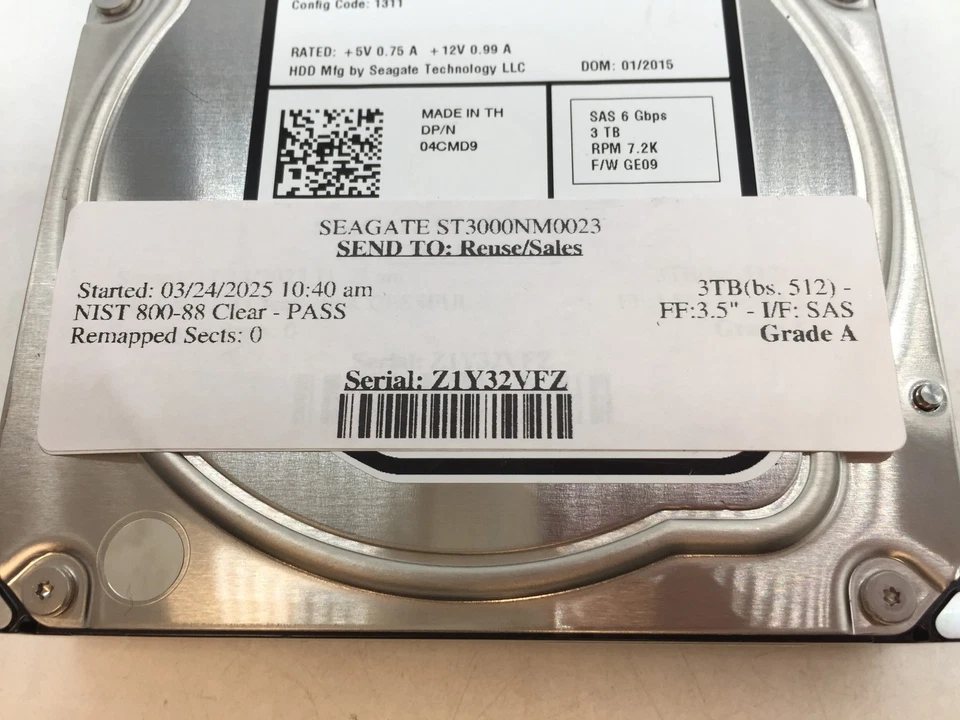 Config Code: 1311
RATED: +5V 0.75 A +12V 0.99 A
HDD Mfg by Seagate Technology LLC
DOM: 01/2015
MADE IN TH
DP/N
04CMD9
SAS 6 Gbps
3 TB
RPM 7.2K
F/W GE09
SEAGATE ST3000NM0023
SEND TO: Reuse/Sales
Started: 03/24/2025 10:40 am
NIST 800-88 Clear - PASS
Remapped Sects: 0
3TB(bs. 512) -
FF:3.5" - I/F: SAS
Grade A
Serial: Z1Y32VFZ